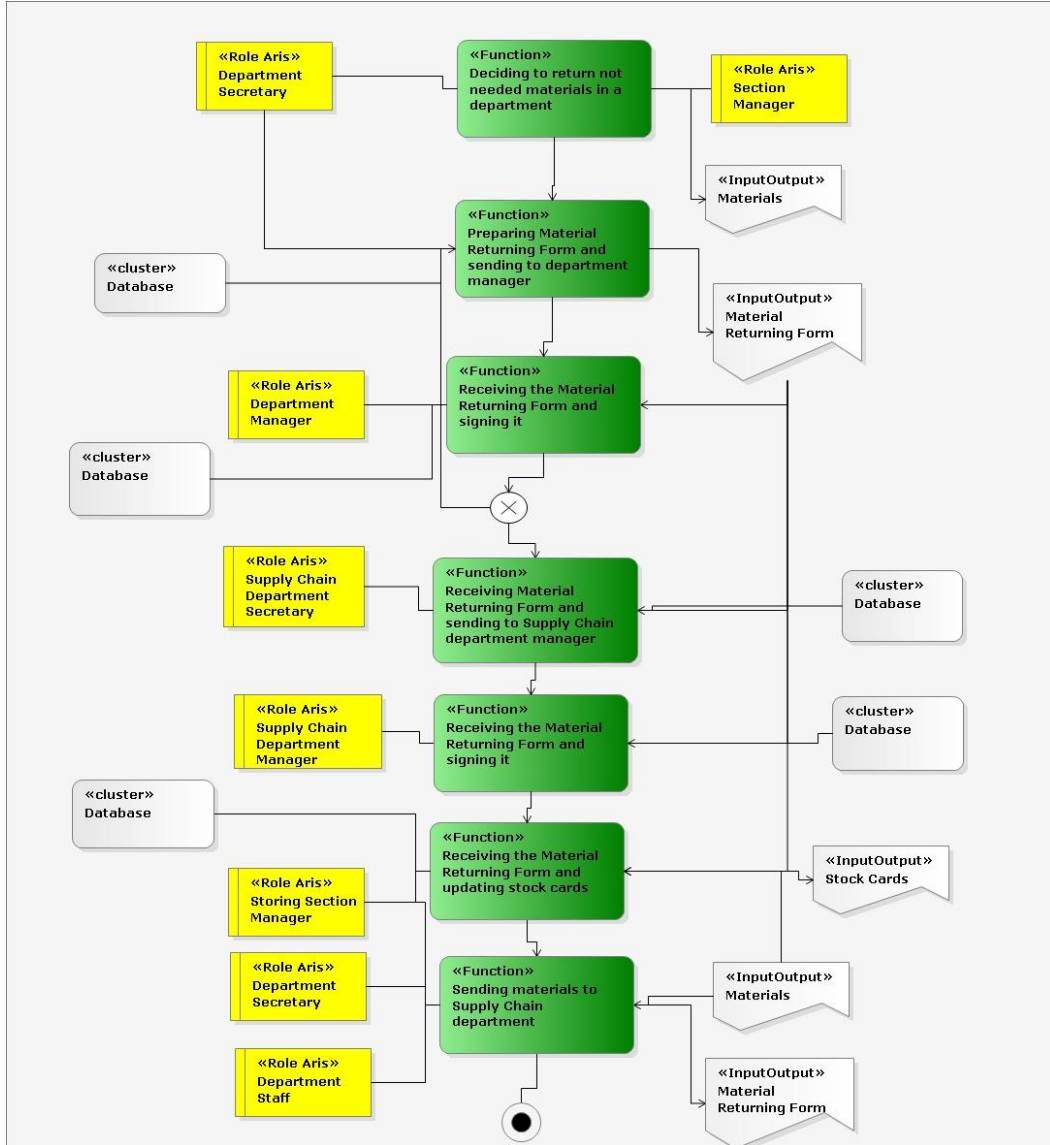 «Role Aris»
Department
Secretary
«Function»
Deciding to return not
needed materials in a
department
«Role Aris»
Section
Manager
«InputOutput»
Materials
«Function»
Preparing Material
Returning Form and
sending to department
manager
«cluster»
Database
«InputOutput»
Material
Returning Form
«Function»
Receiving the Material
Returning Form and
signing it
«Role Aris»
Department
Manager
«cluster»
Database
«Role Aris»
Supply Chain
Department
Secretary
«Function»
Receiving Material
Returning Form and
sending to Supply Chain
department manager
«cluster»
Database
«Role Aris»
Supply Chain
Department
Manager
«Function»
Receiving the Material
Returning Form and
signing it
«cluster»
Database
«cluster»
Database
«Function»
Receiving the Material
Returning Form and
updating stock cards
«InputOutput»
Stock Cards
«Role Aris»
Storing Section
Manager
«Role Aris»
Department
Secretary
«Function»
Sending materials to
Supply Chain
department
«InputOutput»
Materials
«Role Aris»
Department
Staff
«InputOutput»
Material
Returning Form